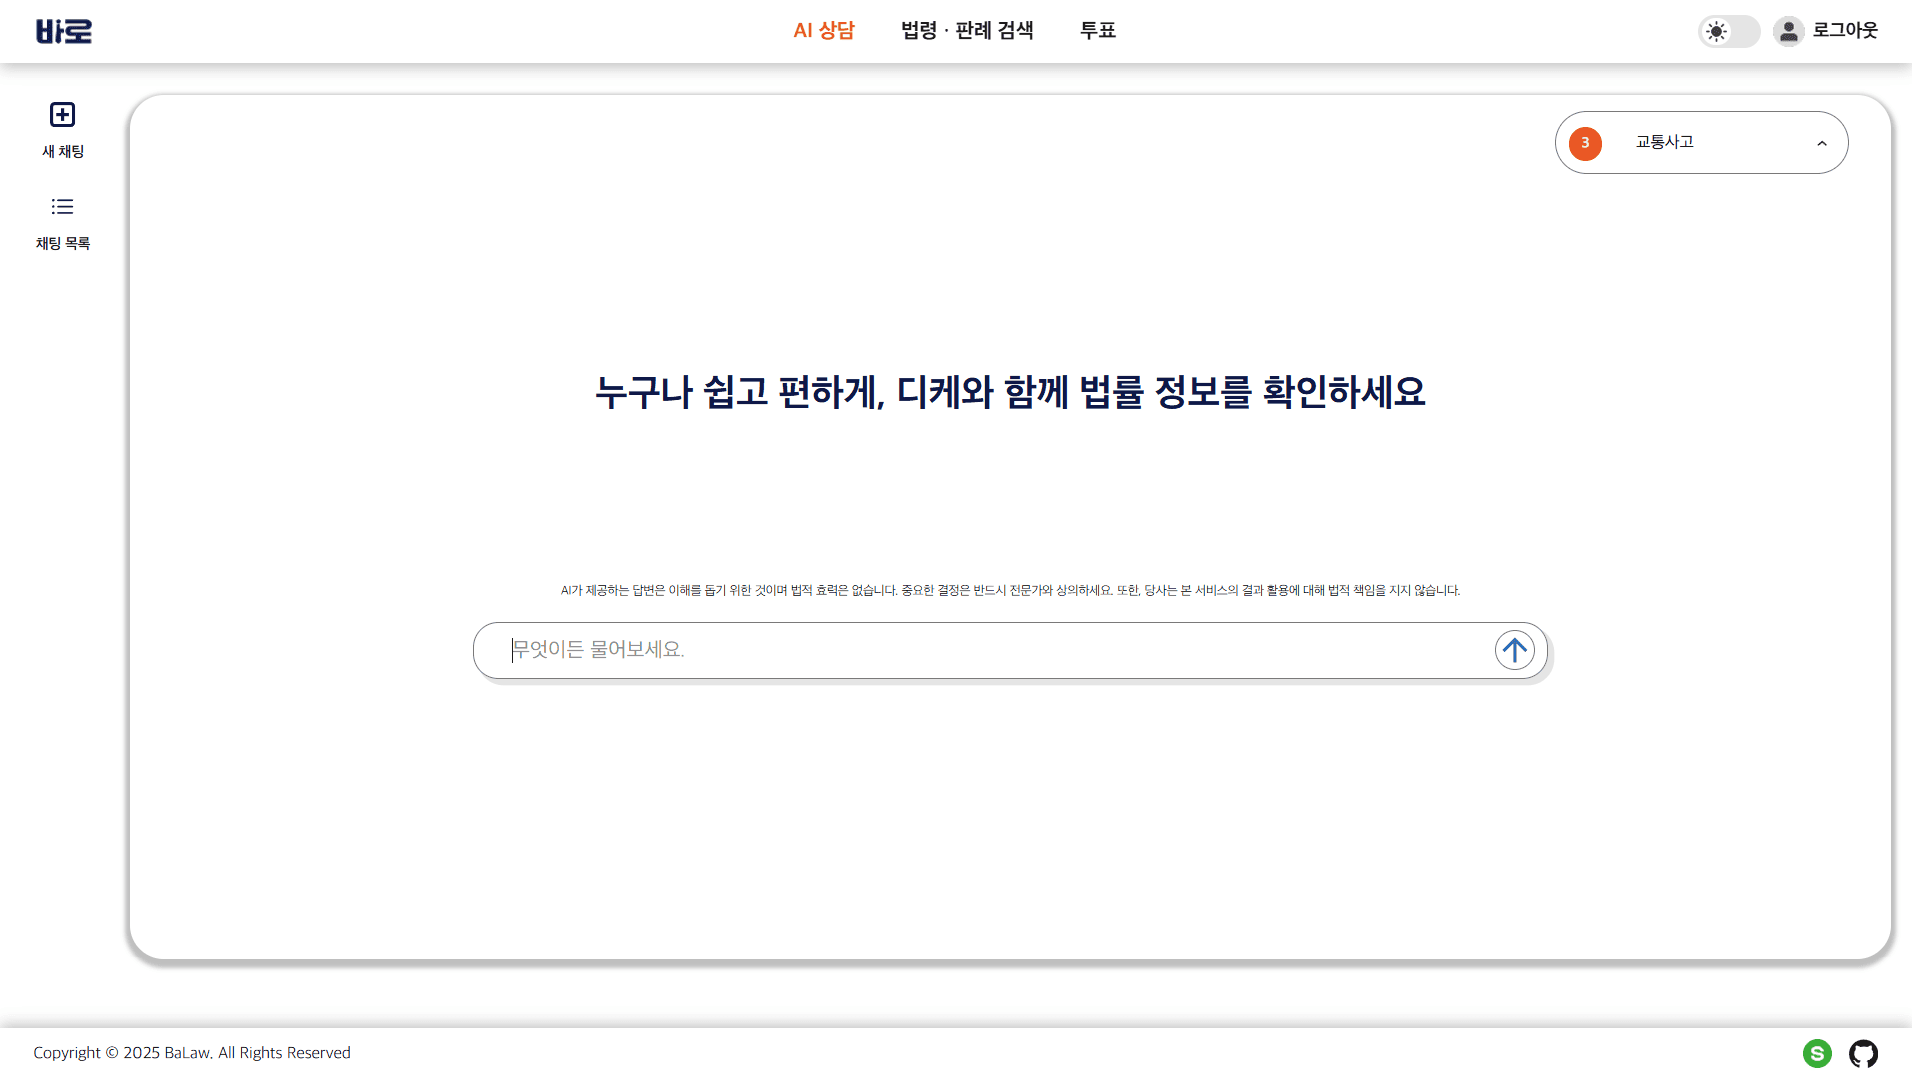 바로
AI 상담
법령 · 판례 검색
투표
로그아웃
새 채팅
채팅 목록
3
교통사고
누구나 쉽고 편하게, 디케와 함께 법률 정보를 확인하세요
AI가 제공하는 답변은 이해를 돕기 위한 것이며 법적 효력은 없습니다. 중요한 결정은 반드시 전문가와 상의하세요. 또한, 당사는 본 서비스의 결과 활용에 대해 법적 책임을 지지 않습니다.
무엇이든 물어보세요.
Copyright © 2025 BaLaw. All Rights Reserved
S